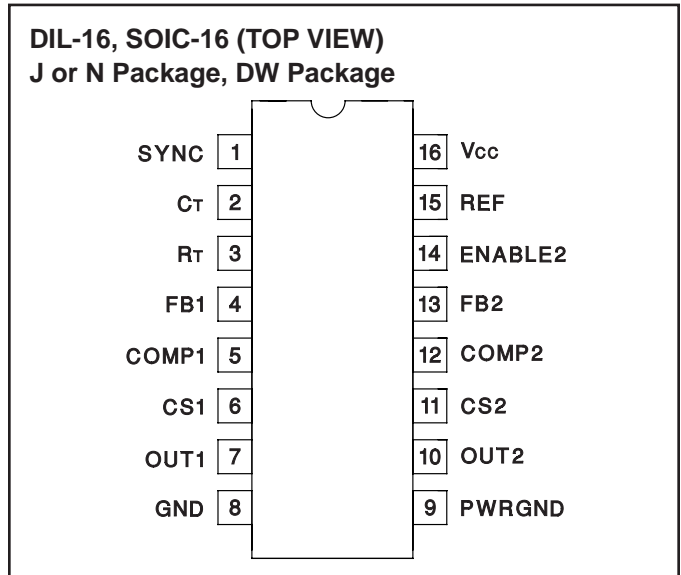 DIL-16, SOIC-16 (TOP VIEW)
J or N Package, DW Package
SYNC 1 16 VCC
CT 2 15 REF
RT 3 14 ENABLE2
FB1 4 13 FB2
COMP1 5 12 COMP2
CS1 6 11 CS2
OUT1 7 10 OUT2
GND 8 9 PWRGND